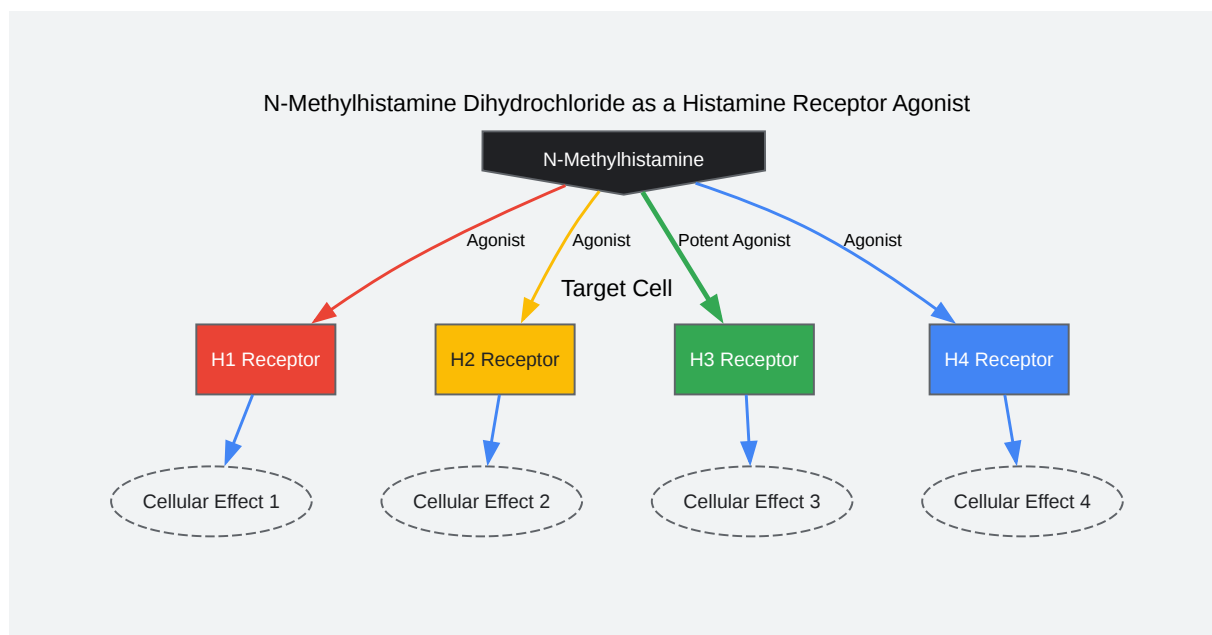 N-Methylhistamine Dihydrochloride as a Histamine Receptor Agonist
N-Methylhistamine
Agonist
Agonist
Potent Agonist
Agonist
Target Cell
H1 Receptor
H2 Receptor
H3 Receptor
H4 Receptor
Cellular Effect 1
Cellular Effect 2
Cellular Effect 3
Cellular Effect 4